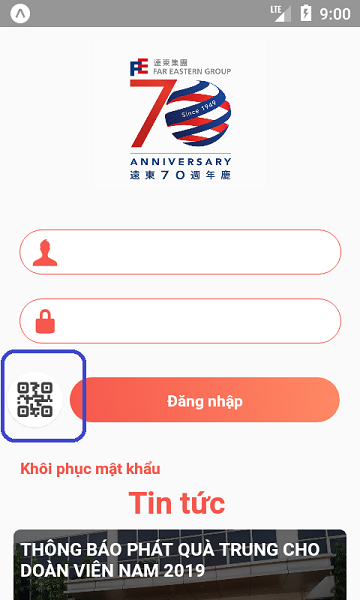 LTE 9:00
遠東集團
FE FAR EASTERN GROUP
70
Since 1949
ANNIVERSARY
遠東70週年慶
Đăng nhập
Khôi phục mật khẩu
Tin tức
THÔNG BÁO PHÁT QUÀ TRUNG CHO
ĐOÀN VIÊN NAM 2019